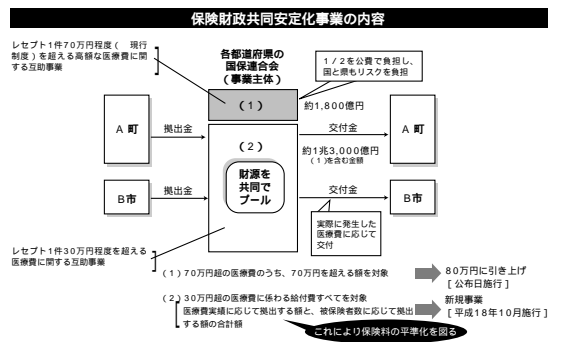 保険財政共同安定化事業の内容
レセプト1件70万円程度(　現行
制度)を超える高額な医療費に関
する互助事業
各都道府県の
国保連合会
(事業主体)
1/2を公費で負担し、
国と県もリスクを負担
(1)
約1,800億円
A 町
拠出金
交付金
A 町
(2)
約1兆3,000億円
(1)を含む金額
財源を
共同で
プール
B市
拠出金
交付金
B市
実際に発生した
医療費に応じて
交付
レセプト1件30万円程度を超える
医療費に関する互助事業
(1)70万円超の医療費のうち、70万円を超える額を対象
80万円に引き上げ
[公布日施行]
(2)30万円超の医療費に係わる給付費すべてを対象
医療費実績に応じて拠出する額と、被保険者数に応じて拠出
する額の合計額
新規事業
[平成18年10月施行]
これにより保険料の平準化を図る